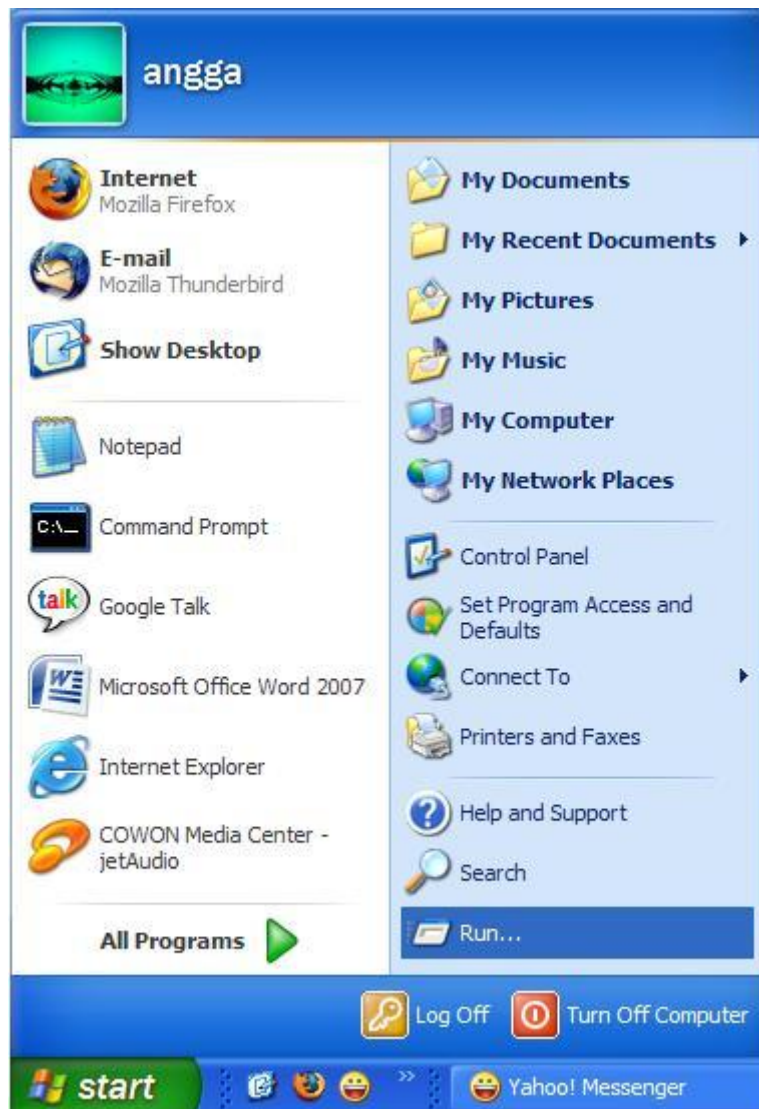 angga
Internet
Mozilla Firefox
E-mail
Mozilla Thunderbird
Show Desktop
Notepad
C:\_
Command Prompt
talk
Google Talk
W
Microsoft Office Word 2007
Internet Explorer
COWON Media Center -
jetAudio
All Programs
My Documents
My Recent Documents
My Pictures
My Music
My Computer
My Network Places
Control Panel
Set Program Access and
Defaults
Connect To
Printers and Faxes
Help and Support
Search
Run...
Log Off
Turn Off Computer
start
Yahoo! Messenger